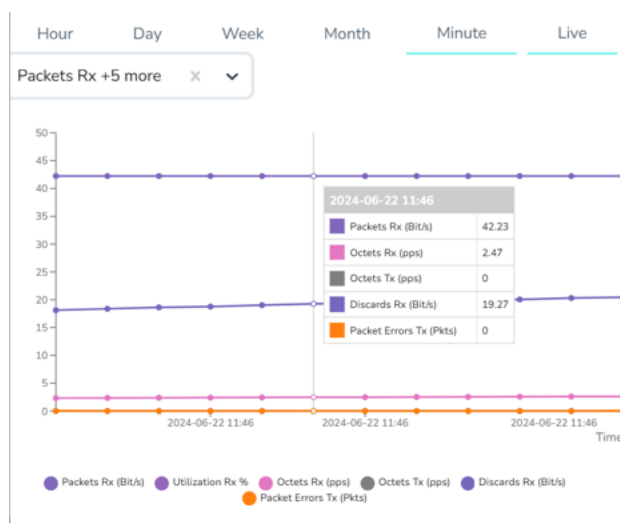 Hour Day Week Month Minute Live
Packets Rx +5 more
50
45
40
35
30
25
20
15
10
5
0
2024-06-22 11:46
Packets Rx (Bit/s) 42.23
Octets Rx (pps) 2.47
Octets Tx (pps) 0
Discards Rx (Bit/s) 19.27
Packet Errors Tx (Pkts) 0
2024-06-22 11:46 2024-06-22 11:46 2024-06-22 11:46
Time
Packets Rx (Bit/s) Utilization Rx % Octets Rx (pps) Octets Tx (pps) Discards Rx (Bit/s)
Packet Errors Tx (Pkts)